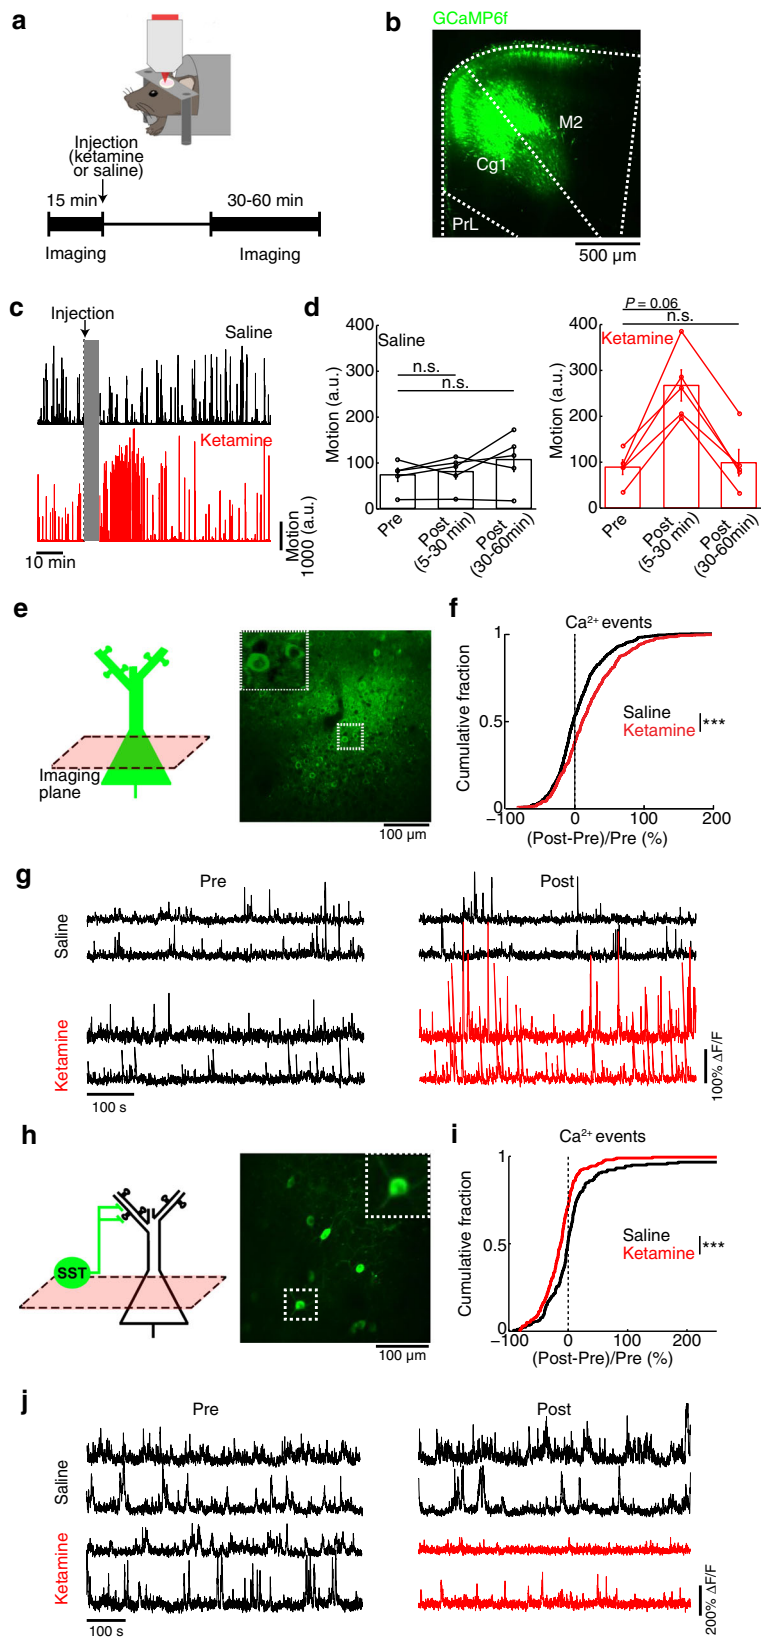 a
Injection
(ketamine
or saline)
15 min
30-60 min
Imaging
Imaging
b
GCaMP6f
M2
Cg1
PrL
500 µm
c
Injection
Saline
Ketamine
10 min
Motion
1000 (a.u.)
d
400
300
200
100
0
Motion (a.u.)
Saline
n.s.
n.s.
Pre
Post
(5-30 min)
Post
(30-60min)
P = 0.06
n.s.
400
300
200
100
0
Motion (a.u.)
Ketamine
Pre
Post
(5-30 min)
Post
(30-60min)
e
Imaging
plane
100 µm
f
Ca²⁺ events
1
0.5
0
Cumulative fraction
Saline
Ketamine
***
−100
0
100
200
(Post-Pre)/Pre (%)
g
Pre
Post
Saline
Ketamine
100 s
100% ΔF/F
h
SST
100 µm
i
Ca²⁺ events
1
0.5
0
Cumulative fraction
Saline
Ketamine
***
−100
0
100
200
(Post-Pre)/Pre (%)
j
Pre
Post
Saline
Ketamine
100 s
200% ΔF/F